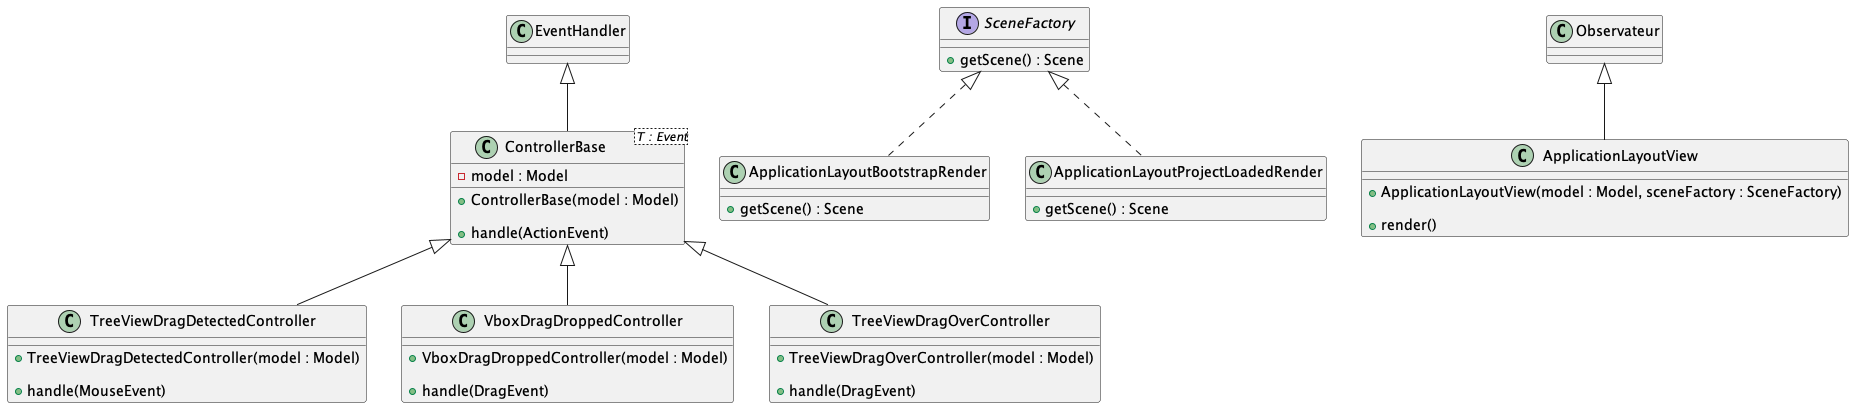 C EventHandler
I SceneFactory
+ getScene() : Scene
C Observateur
C ControllerBase
T : Event
model : Model
ControllerBase(model : Model)
handle(ActionEvent)
C ApplicationLayoutBootstrapRender
getScene() : Scene
C ApplicationLayoutProjectLoadedRender
getScene() : Scene
C ApplicationLayoutView
ApplicationLayoutView(model : Model, sceneFactory : SceneFactory)
render()
C TreeViewDragDetectedController
TreeViewDragDetectedController(model : Model)
handle(MouseEvent)
C VboxDragDroppedController
VboxDragDroppedController(model : Model)
handle(DragEvent)
C TreeViewDragOverController
TreeViewDragOverController(model : Model)
handle(DragEvent)